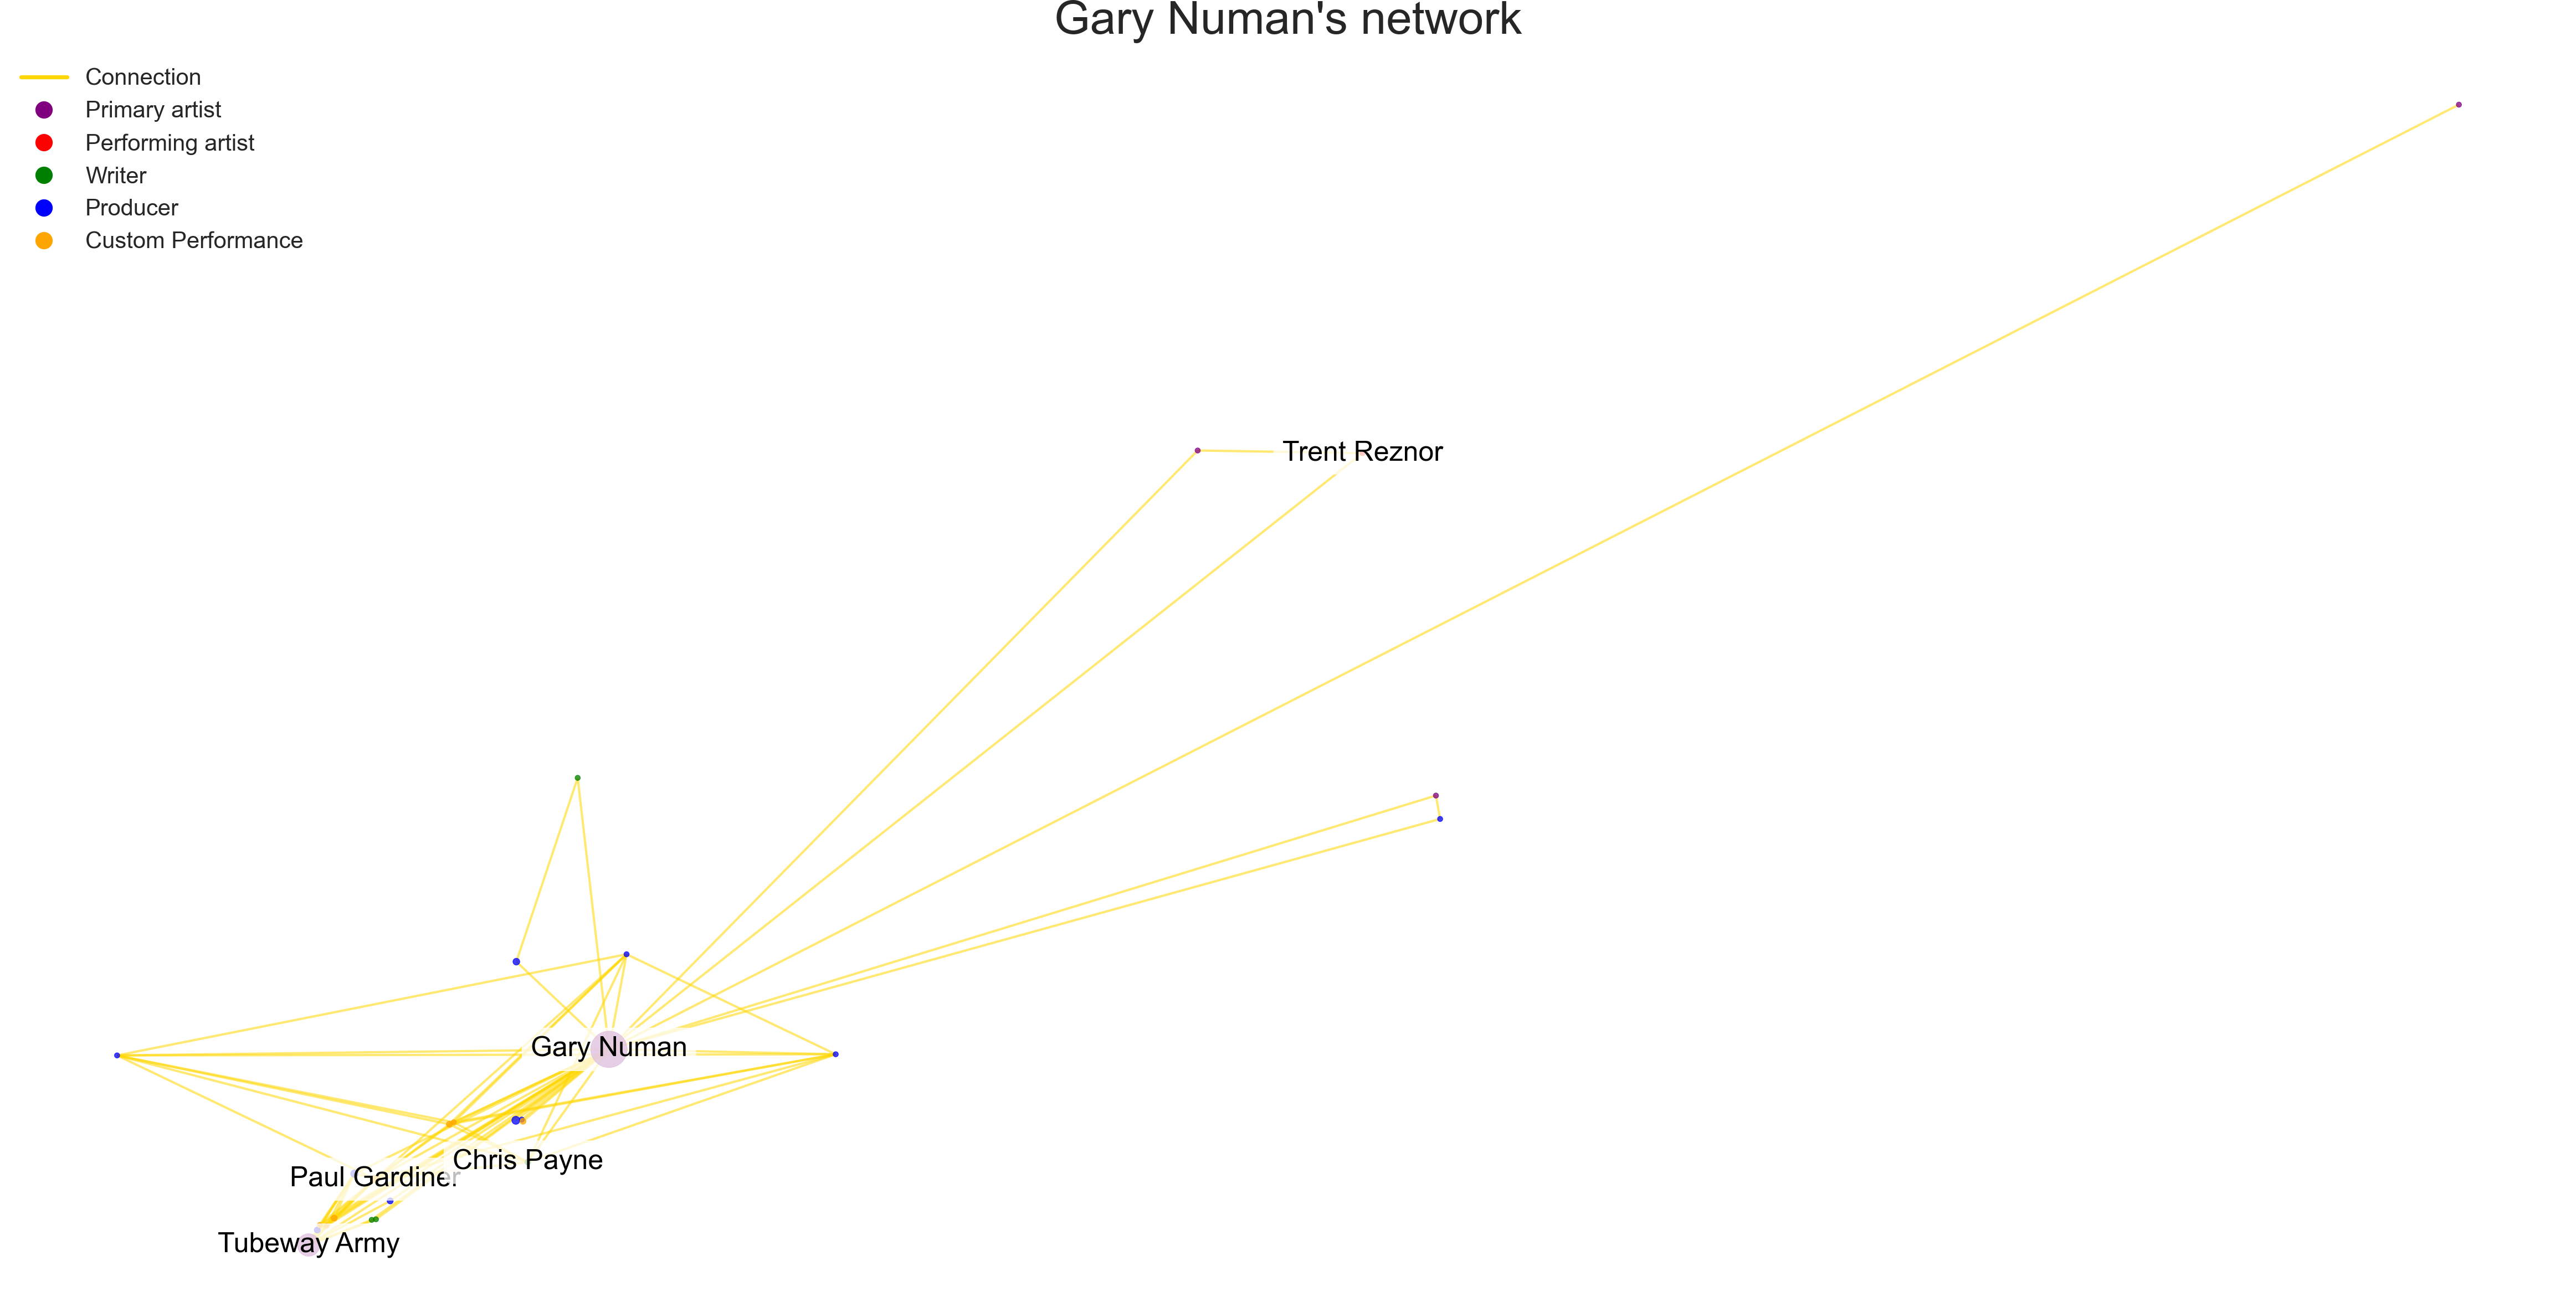 Gary Numan's network
Connection
Primary artist
Performing artist
Writer
Producer
Custom Performance
Trent Reznor
Gary Numan
Chris Payne
Paul Gardiner
Tubeway Army